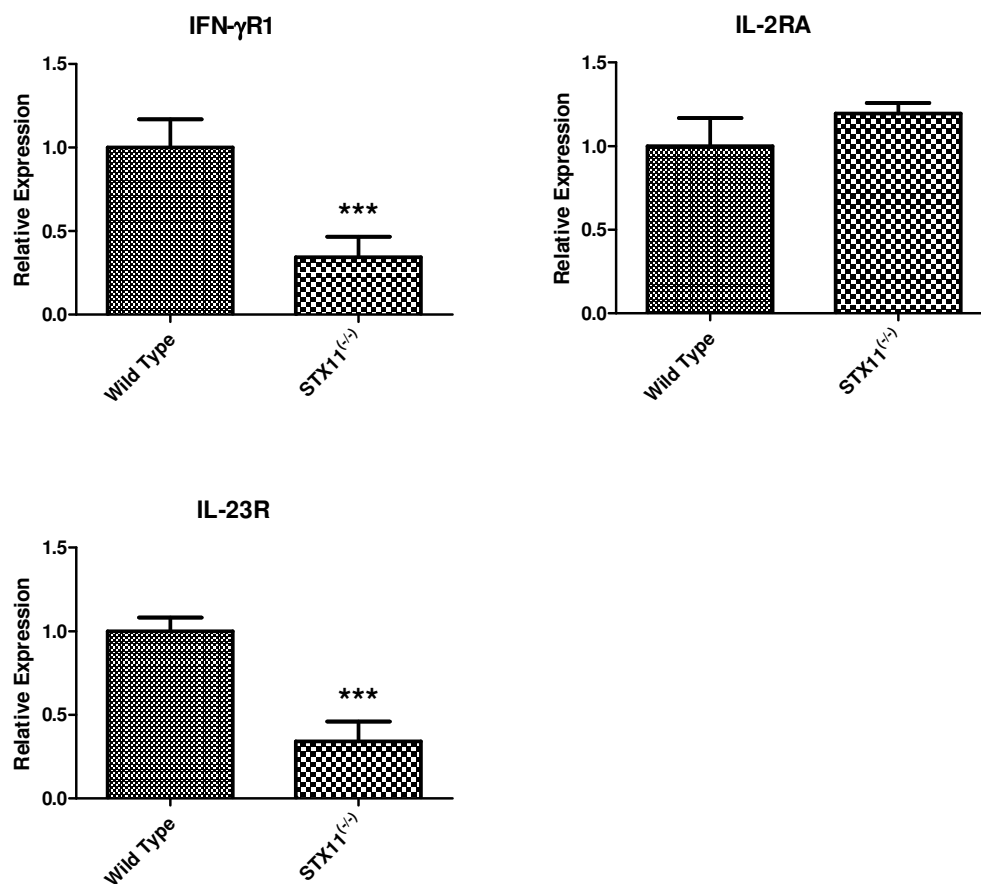 IFN-γR1
Relative Expression
1.5
1.0
0.5
0.0
***
Wild Type
STX11(-/-)
IL-2RA
Relative Expression
1.5
1.0
0.5
0.0
Wild Type
STX11(-/-)
IL-23R
Relative Expression
1.5
1.0
0.5
0.0
***
Wild Type
STX11(-/-)